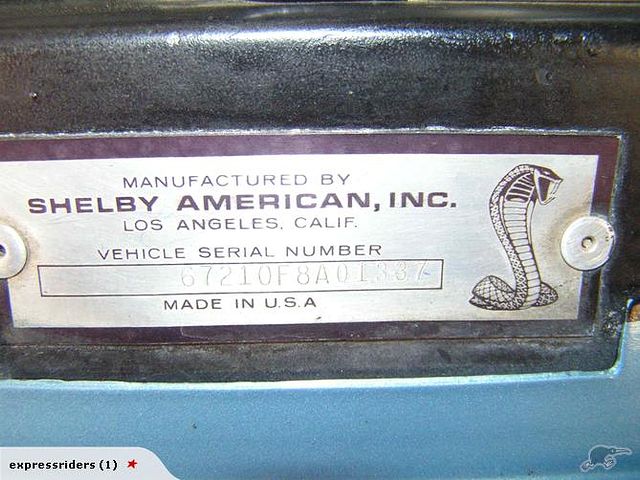 MANUFACTURED BY
SHELBY AMERICAN, INC.
LOS ANGELES, CALIF.
VEHICLE SERIAL NUMBER
67210F8A01337
MADE IN U.S.A
expressriders (1)